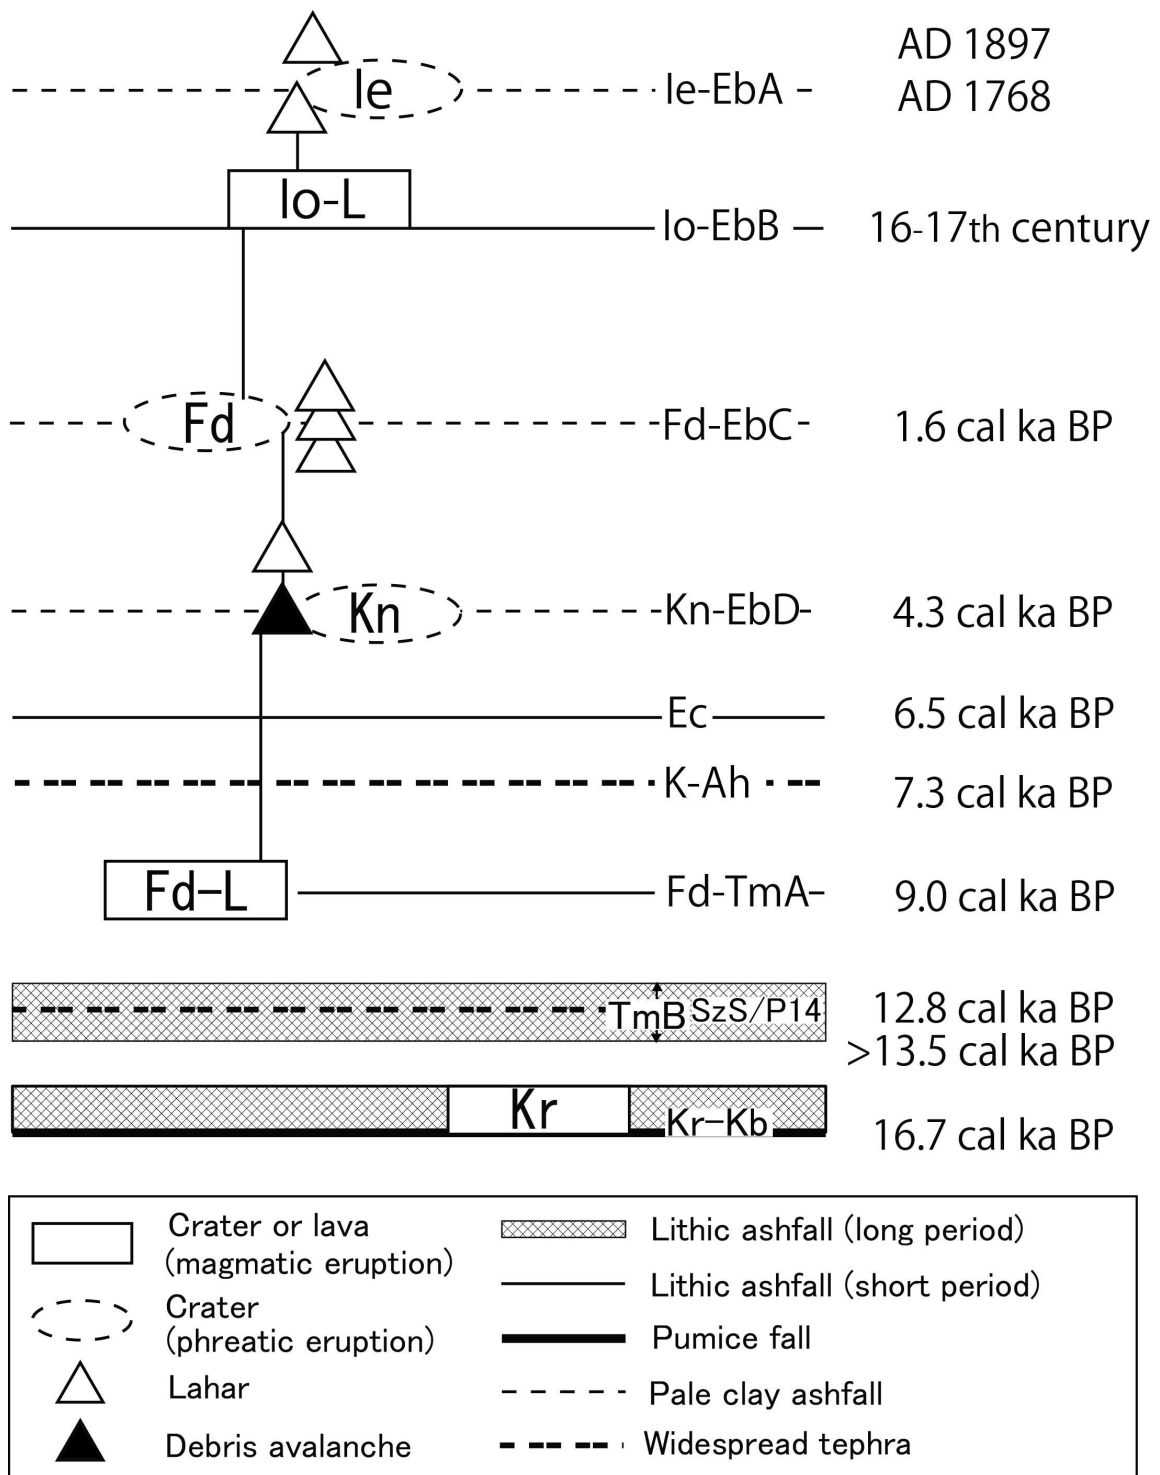 AD 1897
Ie Ie-EbA AD 1768
Io-L
Io-EbB 16-17th century
Fd Fd-EbC 1.6 cal ka BP
Kn Kn-EbD 4.3 cal ka BP
Ec 6.5 cal ka BP
K-Ah 7.3 cal ka BP
Fd-L Fd-TmA 9.0 cal ka BP
TmB SzS/P14 12.8 cal ka BP
>13.5 cal ka BP
Kr Kr-Kb 16.7 cal ka BP
Crater or lava
(magmatic eruption)
Crater
(phreatic eruption)
Lahar
Debris avalanche
Lithic ashfall (long period)
Lithic ashfall (short period)
Pumice fall
Pale clay ashfall
Widespread tephra